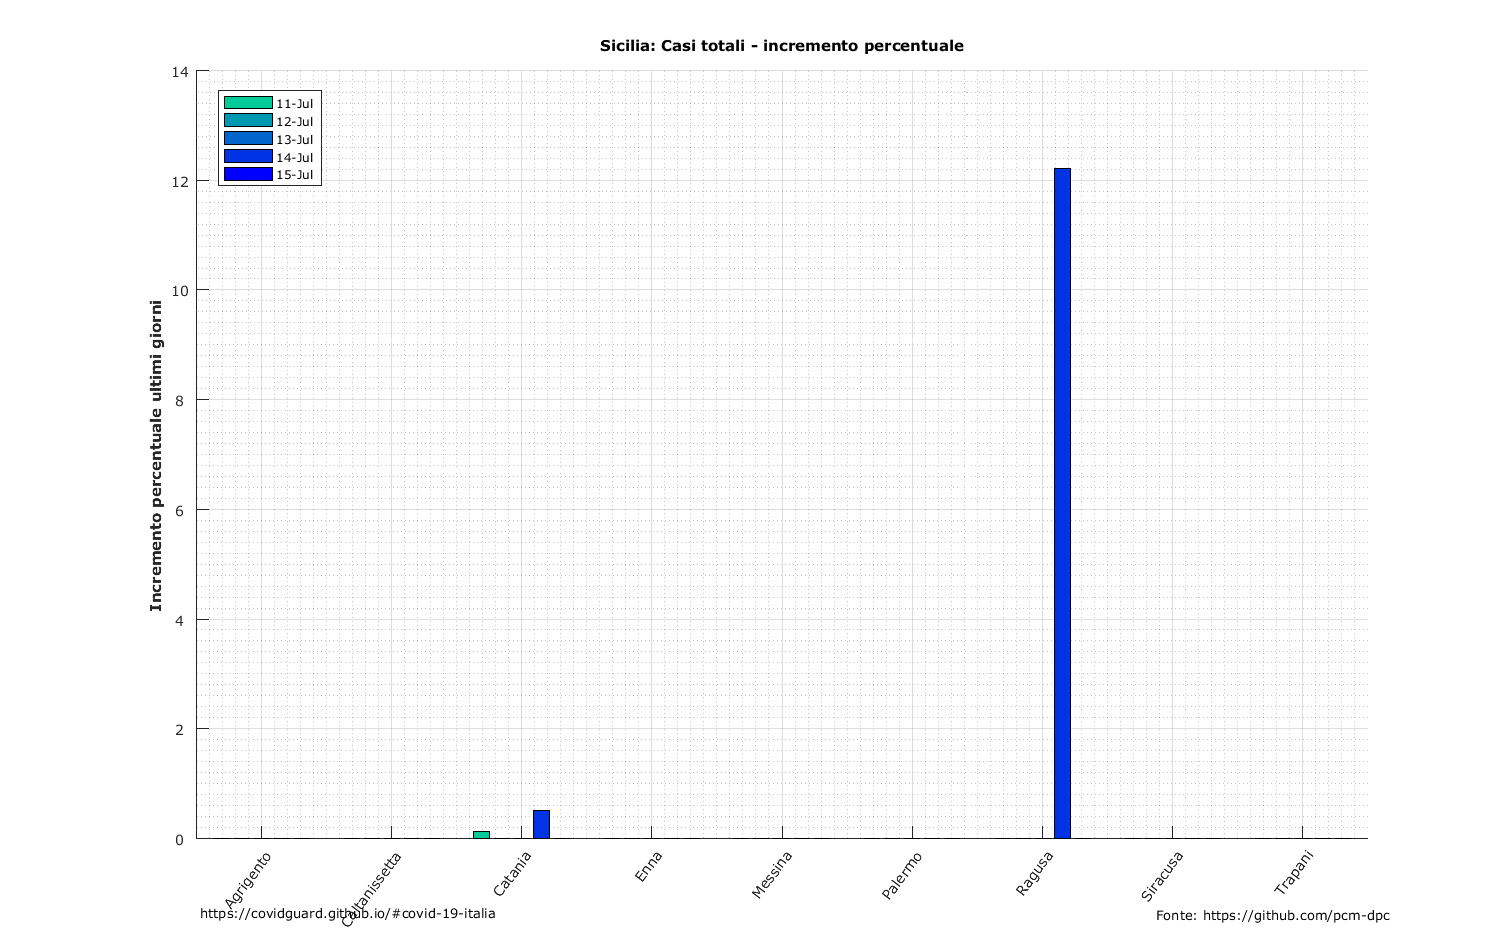 Sicilia: Casi totali - incremento percentuale
14
12
10
8
6
4
2
0
11-Jul
12-Jul
13-Jul
14-Jul
15-Jul
Incremento percentuale ultimi giorni
Agrigento
Caltanissetta
Catania
Enna
Messina
Palermo
Ragusa
Siracusa
Trapani
https://covidguard.github.io/#covid-19-italia
Fonte: https://github.com/pcm-dpc